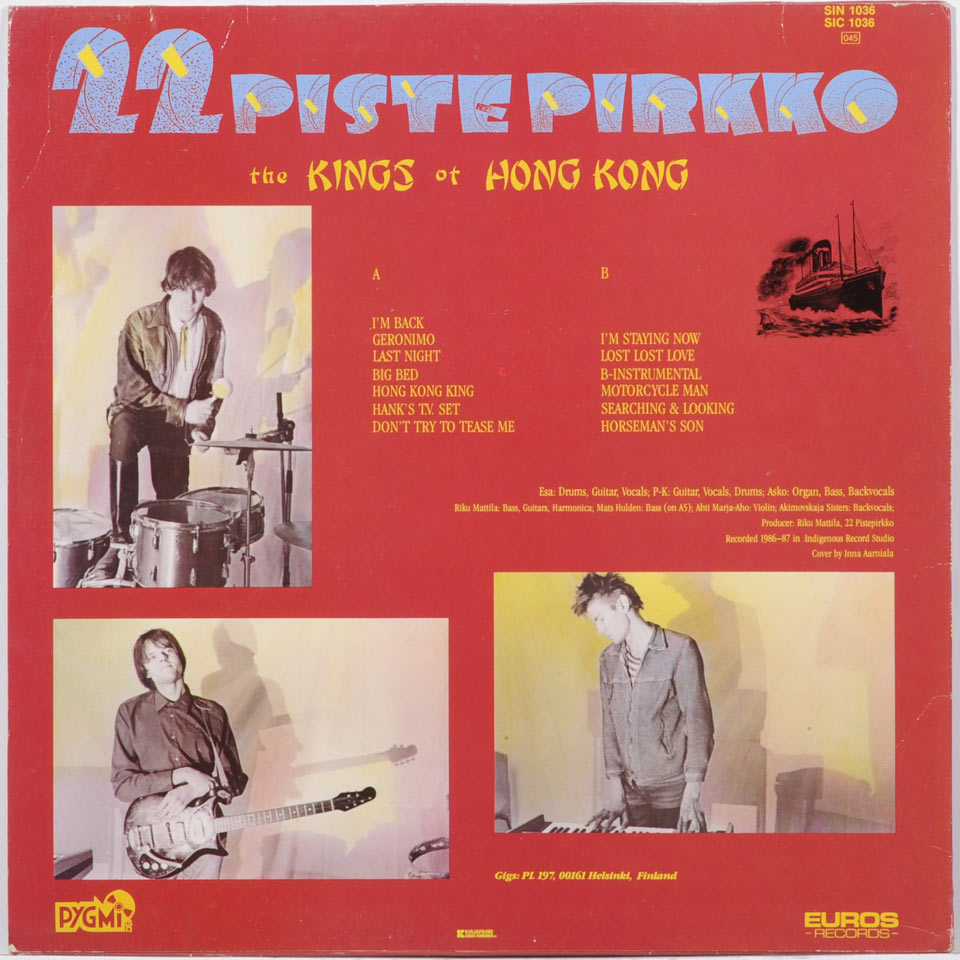 SIN 1036
SIC 1036
045
22 PISTEPIRKKO
the KINGS of HONG KONG
A
I'M BACK
GERONIMO
LAST NIGHT
BIG BED
HONG KONG KING
HANK'S T.V. SET
DON'T TRY TO TEASE ME
B
I'M STAYING NOW
LOST LOST LOVE
B-INSTRUMENTAL
MOTORCYCLE MAN
SEARCHING & LOOKING
HORSEMAN'S SON
Esa: Drums, Guitar, Vocals; P-K: Guitar, Vocals, Drums; Asko: Organ, Bass, Backvocals
Riku Mattila: Bass, Guitars, Harmonica; Mats Hulden: Bass (on A5); Ahti Marja-Aho: Violin; Akimovskaja Sisters: Backvocals;
Producer: Riku Mattila, 22 Pistepirkko
Recorded 1986–87 in Indigenous Record Studio
Cover by Inna Aarniala
Gigs: PL 197, 00161 Helsinki, Finland
PYGMI
KIRJAPAINO
EUROS
-RECORDS-